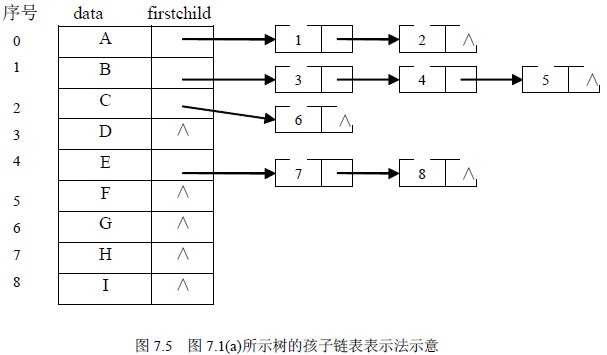 序号 data firstchild
0 A 1 2 ∧
1 B 3 4 5 ∧
2 C 6 ∧
3 D ∧
4 E 7 8 ∧
5 F ∧
6 G ∧
7 H ∧
8 I ∧
图 7.5 图 7.1(a)所示树的孩子链表表示法示意